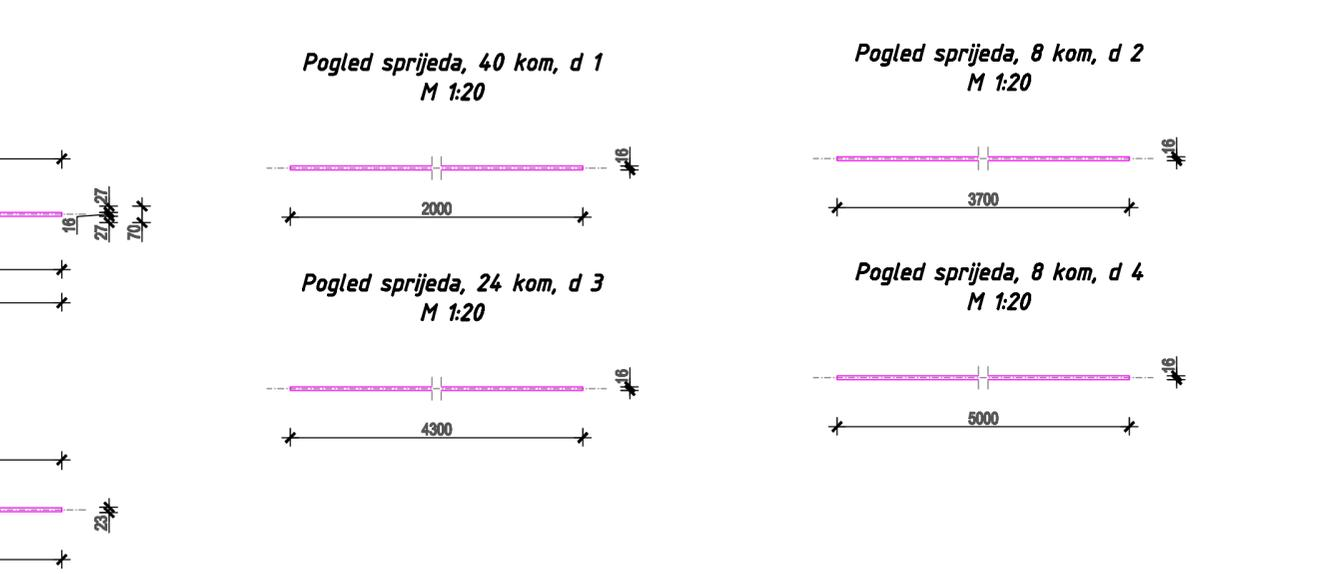 Pogled sprijeda, 40 kom, d 1
M 1:20
16
2000
Pogled sprijeda, 8 kom, d 2
M 1:20
16
3700
27
16
27
70
Pogled sprijeda, 24 kom, d 3
M 1:20
16
4300
Pogled sprijeda, 8 kom, d 4
M 1:20
16
5000
23